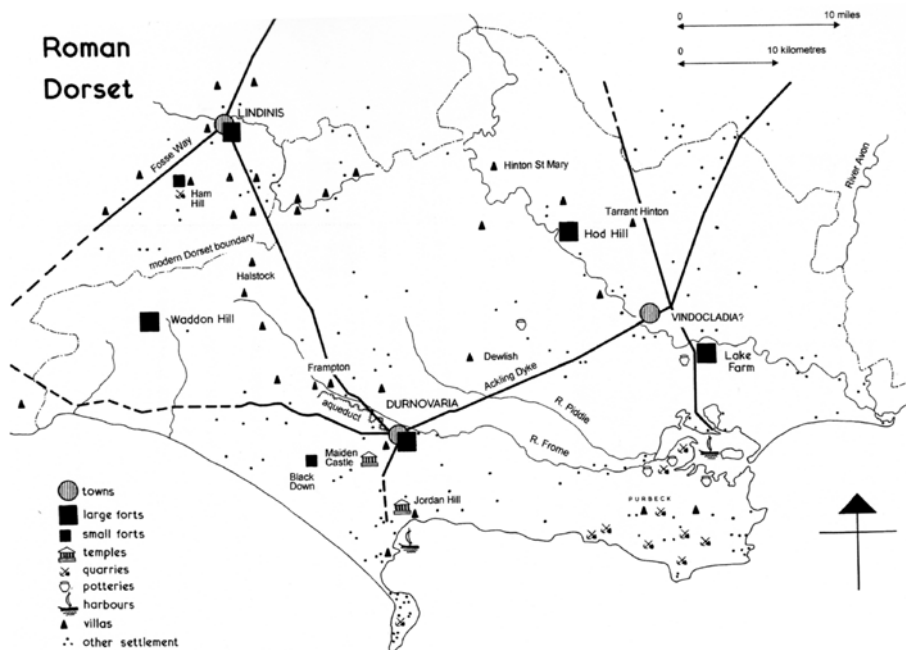 Roman
Dorset
0 10 miles
0 10 kilometres
LINDINIS
Fosse Way
Ham
Hill
Hinton St Mary
River Avon
Tarrant Hinton
Hod Hill
modern Dorset boundary
Halstock
Waddon Hill
VINDOCLADIA?
Lake
Farm
Dewlish
Ackling Dyke
Frampton
aqueduct
DURNOVARIA
R. Piddle
R. Frome
Maiden
Castle
Black
Down
Jordan Hill
PURBECK
towns
large forts
small forts
temples
quarries
potteries
harbours
villas
other settlement